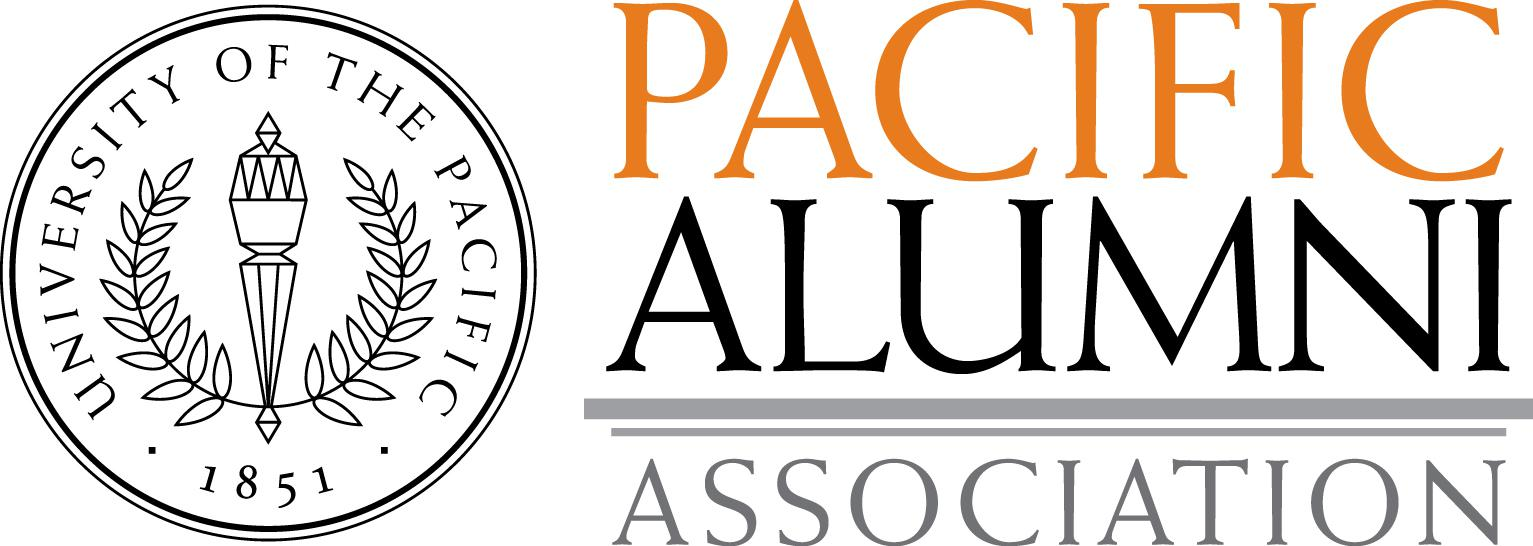 UNIVERSITY OF THE PACIFIC
· 1851 ·
PACIFIC
ALUMNI
ASSOCIATION